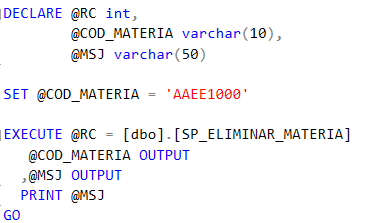 DECLARE @RC int,
@COD_MATERIA varchar(10),
@MSJ varchar(50)
SET @COD_MATERIA = 'AAEE1000'
EXECUTE @RC = [dbo].[SP_ELIMINAR_MATERIA]
@COD_MATERIA OUTPUT
,@MSJ OUTPUT
PRINT @MSJ
GO